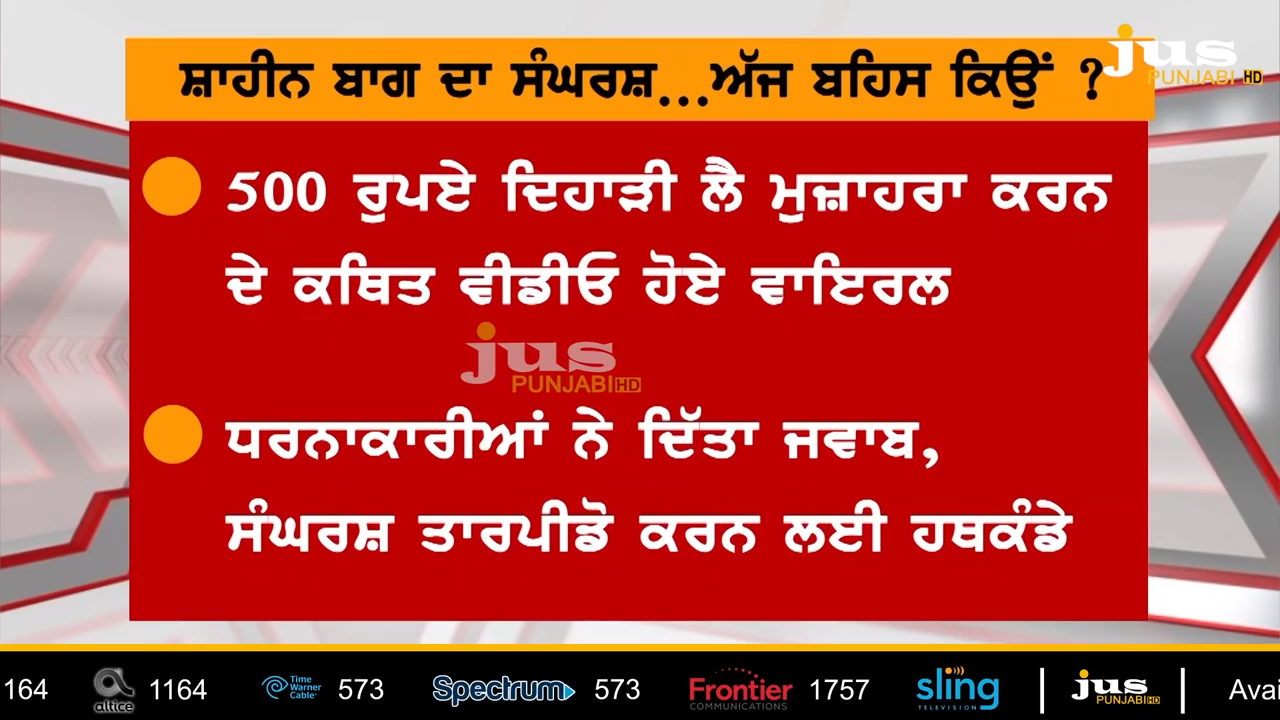 jus
PUNJABI HD
ਸ਼ਾਹੀਨ ਬਾਗ ਦਾ ਸੰਘਰਸ਼...ਅੱਜ ਬਹਿਸ ਕਿਉਂ ?
500 ਰੁਪਏ ਦਿਹਾੜੀ ਲੈ ਮੁਜ਼ਾਹਰਾ ਕਰਨ
ਦੇ ਕਥਿਤ ਵੀਡੀਓ ਹੋਏ ਵਾਇਰਲ
jus
PUNJABI HD
ਧਰਨਾਕਾਰੀਆਂ ਨੇ ਦਿੱਤਾ ਜਵਾਬ,
ਸੰਘਰਸ਼ ਤਾਰਪੀਡੋ ਕਰਨ ਲਈ ਹਥਕੰਡੇ
164 altice 1164 Time Warner Cable 573 Spectrum 573 Frontier COMMUNICATIONS 1757 sling TELEVISION | jus PUNJABI HD | Avai